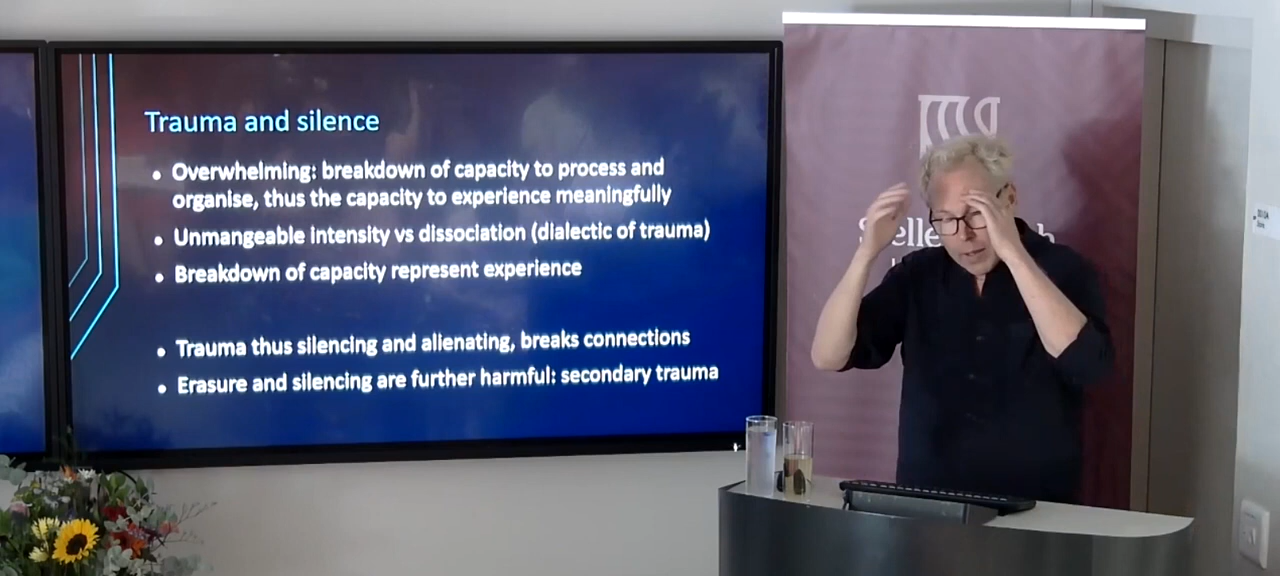 Trauma and silence
• Overwhelming: breakdown of capacity to process and
organise, thus the capacity to experience meaningfully
• Unmangeable intensity vs dissociation (dialectic of trauma)
• Breakdown of capacity represent experience
• Trauma thus silencing and alienating, breaks connections
• Erasure and silencing are further harmful: secondary trauma